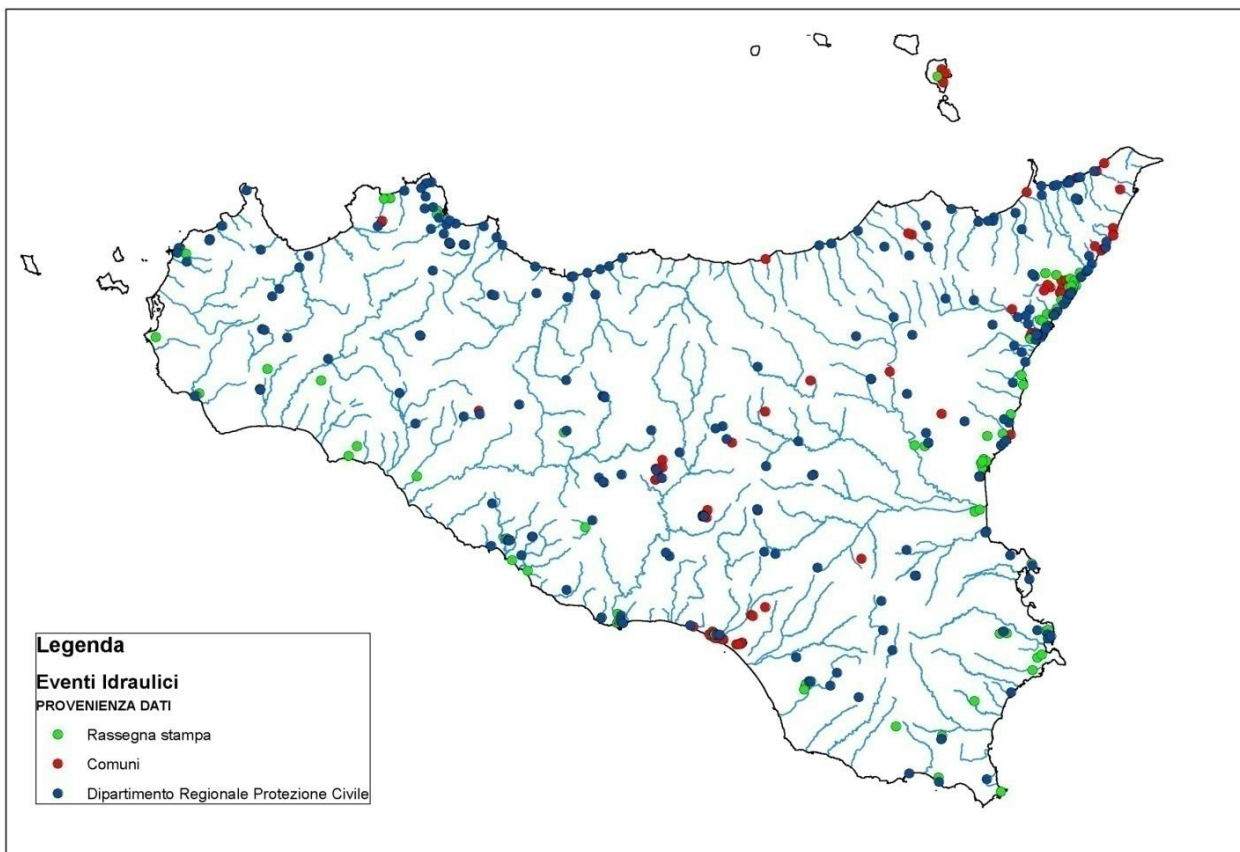 Legenda
Eventi Idraulici
PROVENIENZA DATI
Rassegna stampa
Comuni
Dipartimento Regionale Protezione Civile